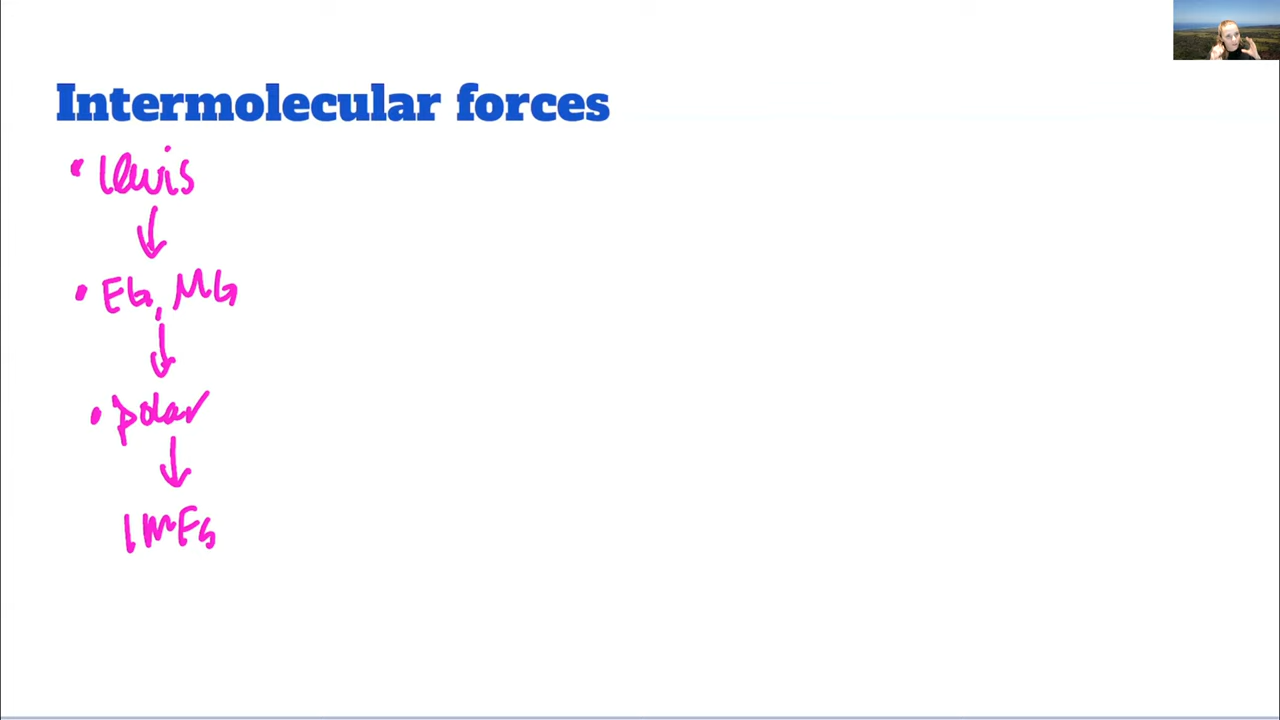 Intermolecular forces
• lewis
↓
• EG, MG
↓
• polar
↓
IMFs